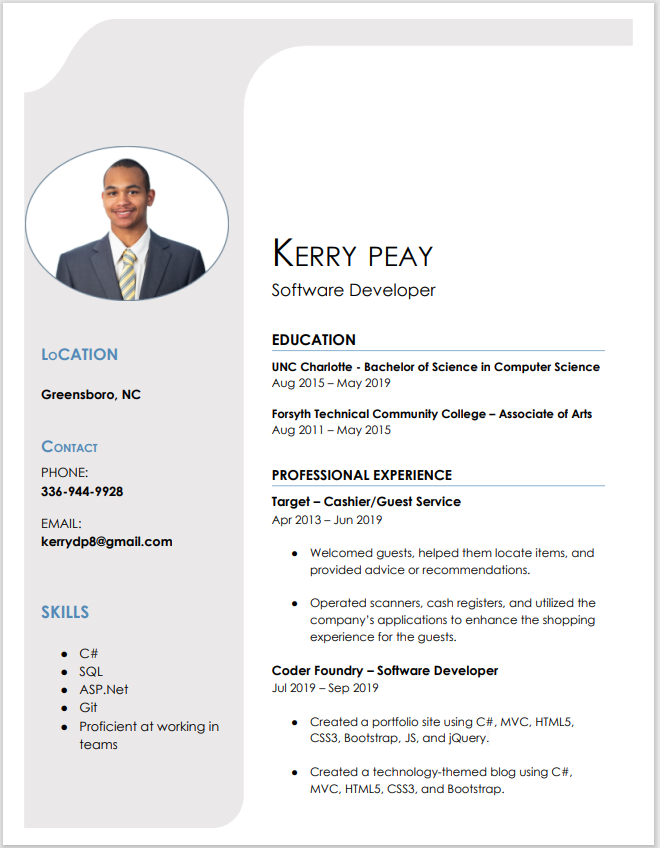 LoCATION
Greensboro, NC
Contact
PHONE:
336-944-9928
EMAIL:
kerrydp8@gmail.com
SKILLS
● C#
● SQL
● ASP.Net
● Git
● Proficient at working in
teams
Kerry peay
Software Developer
EDUCATION
UNC Charlotte - Bachelor of Science in Computer Science
Aug 2015 – May 2019
Forsyth Technical Community College – Associate of Arts
Aug 2011 – May 2015
PROFESSIONAL EXPERIENCE
Target – Cashier/Guest Service
Apr 2013 – Jun 2019
● Welcomed guests, helped them locate items, and
provided advice or recommendations.
● Operated scanners, cash registers, and utilized the
company's applications to enhance the shopping
experience for the guests.
Coder Foundry – Software Developer
Jul 2019 – Sep 2019
● Created a portfolio site using C#, MVC, HTML5,
CSS3, Bootstrap, JS, and jQuery.
● Created a technology-themed blog using C#,
MVC, HTML5, CSS3, and Bootstrap.